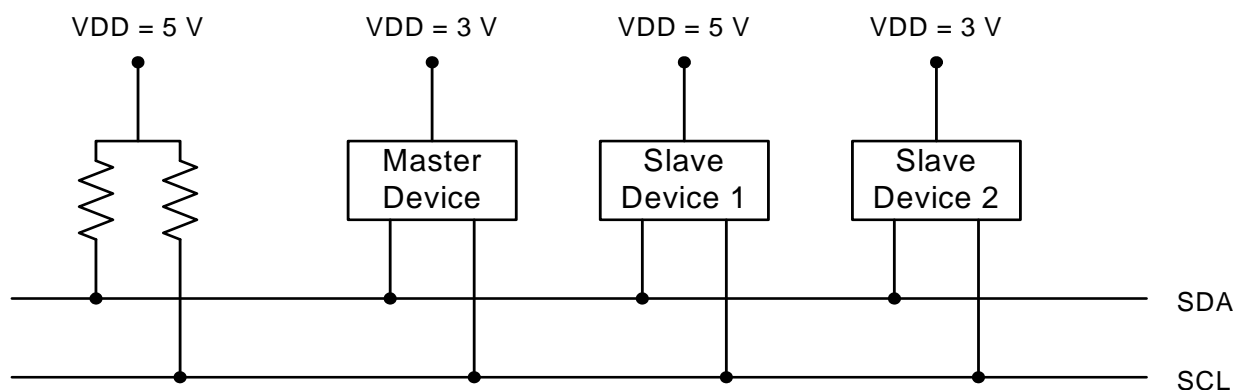 VDD = 5 V
VDD = 3 V
VDD = 5 V
VDD = 3 V
Master
Device
Slave
Device 1
Slave
Device 2
SDA
SCL